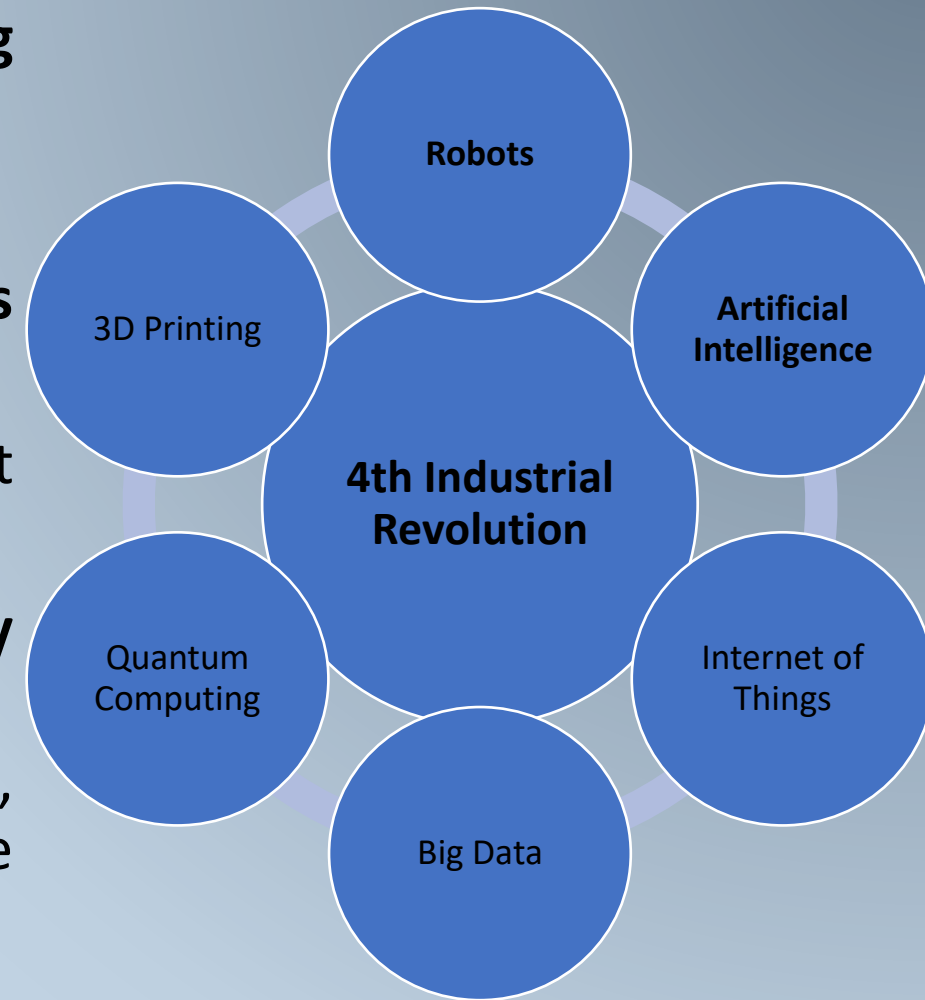 g
s
t
y
,
e
Robots
Artificial
Intelligence
Internet of
Things
Big Data
Quantum
Computing
3D Printing
4th Industrial
Revolution